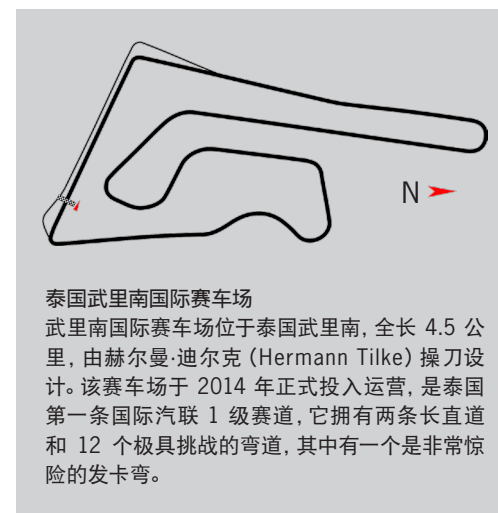 N
泰国武里南国际赛车场
武里南国际赛车场位于泰国武里南, 全长 4.5 公
里, 由赫尔曼·迪尔克 (Hermann Tilke) 操刀设
计。该赛车场于 2014 年正式投入运营, 是泰国
第一条国际汽联 1 级赛道, 它拥有两条长直道
和 12 个极具挑战的弯道, 其中有一个是非常惊
险的发卡弯。